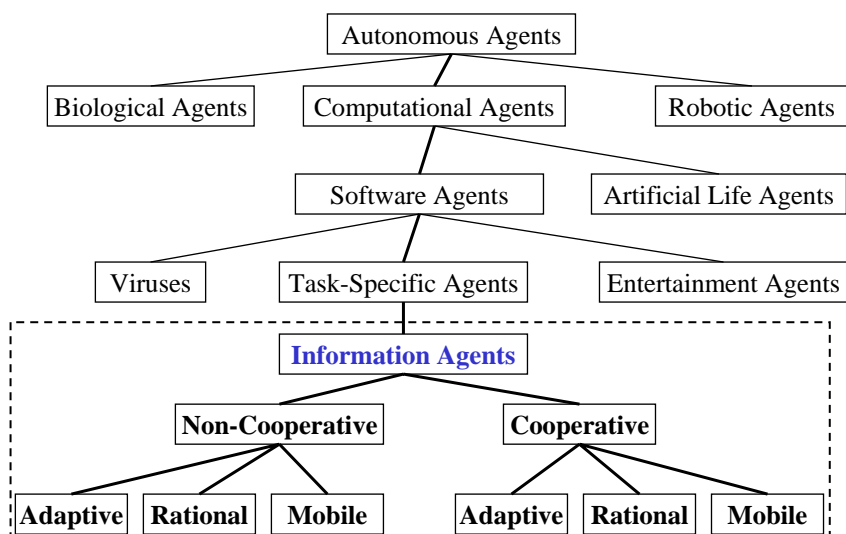 Autonomous Agents
Biological Agents
Computational Agents
Robotic Agents
Software Agents
Artificial Life Agents
Viruses
Task-Specific Agents
Entertainment Agents
Information Agents
Non-Cooperative
Cooperative
Adaptive
Rational
Mobile
Adaptive
Rational
Mobile